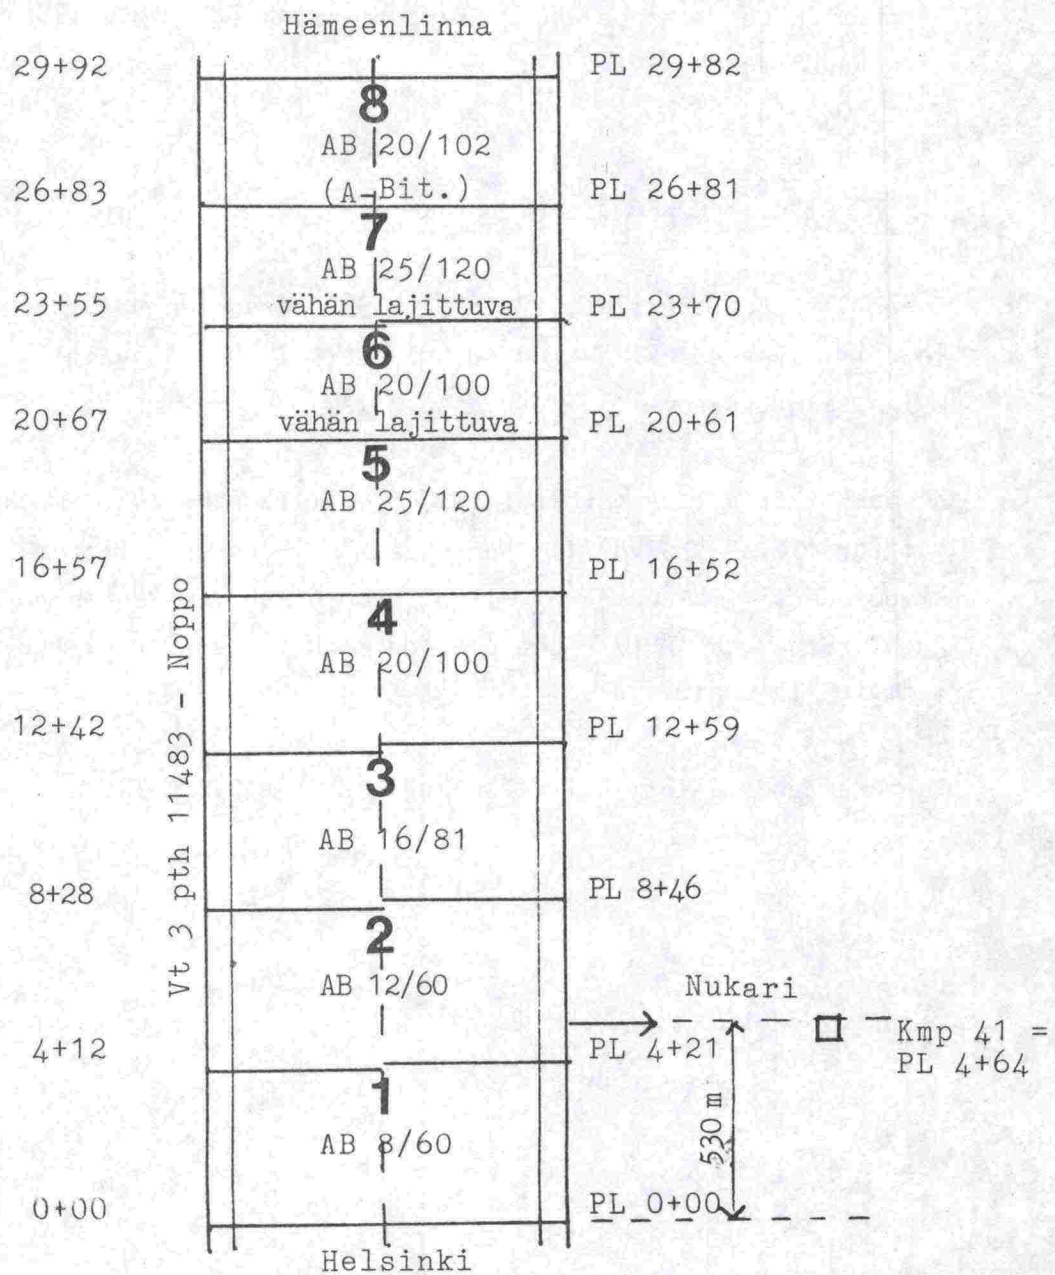 Hämeenlinna
29+92
PL 29+82
8
AB 20/102
(A-Bit.)
26+83
PL 26+81
7
AB 25/120
vähän lajittuva
23+55
PL 23+70
6
AB 20/100
vähän lajittuva
20+67
PL 20+61
5
AB 25/120
16+57
PL 16+52
4
AB 20/100
Vt 3 pth 11483 - Noppo
12+42
PL 12+59
3
AB 16/81
8+28
PL 8+46
2
AB 12/60
Nukari
Kmp 41 =
PL 4+64
4+12
PL 4+21
1
530 m
AB 8/60
0+00
PL 0+00
Helsinki